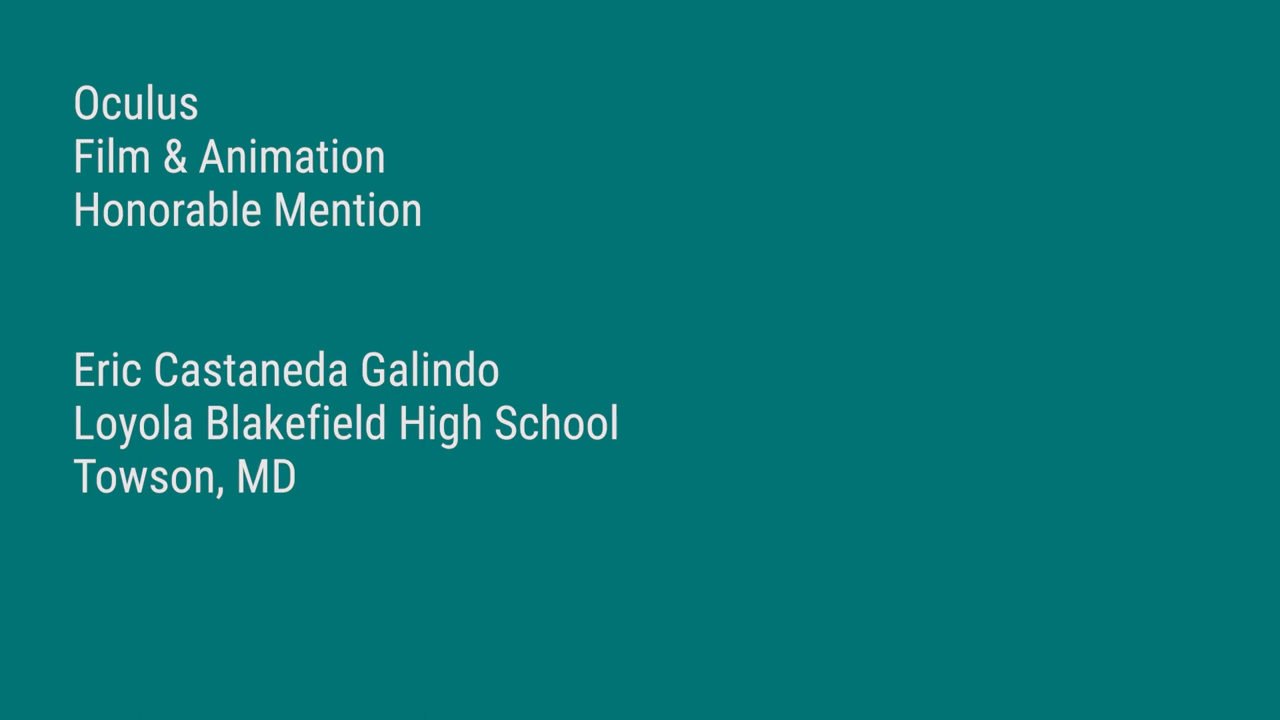 Oculus
Film & Animation
Honorable Mention
Eric Castaneda Galindo
Loyola Blakefield High School
Towson, MD